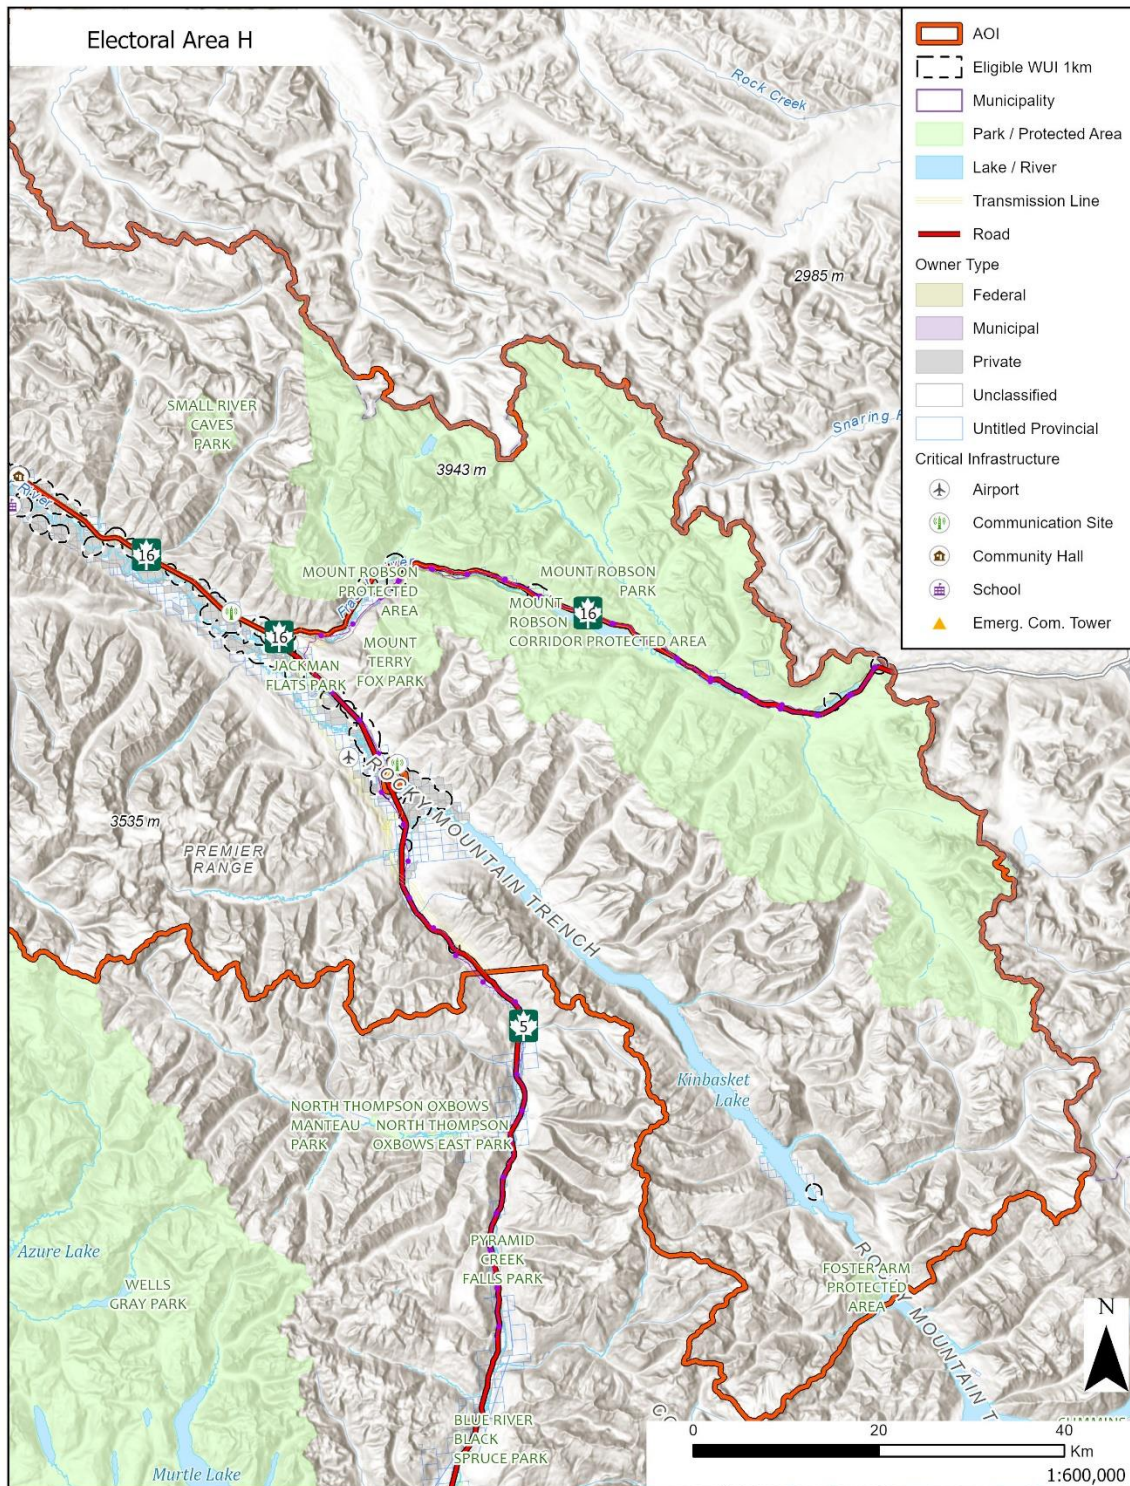 Electoral Area H
AOI
Eligible WUI 1km
Municipality
Park / Protected Area
Lake / River
Transmission Line
Road
Owner Type
Federal
Municipal
Private
Unclassified
Untitled Provincial
Critical Infrastructure
Airport
Communication Site
Community Hall
School
Emerg. Com. Tower
Rock Creek
2985 m
Snaring
SMALL RIVER
CAVES
PARK
3943 m
River
16
MOUNT ROBSON
PROTECTED
AREA
MOUNT ROBSON
PARK
MOUNT
ROBSON
CORRIDOR PROTECTED AREA
16
16
MOUNT
TERRY
FOX PARK
JACKMAN
FLATS PARK
ROCKY MOUNTAIN TRENCH
3535 m
PREMIER
RANGE
5
Kinbasket
Lake
NORTH THOMPSON OXBOWS
MANTEAU
PARK
NORTH THOMPSON
OXBOWS EAST PARK
Azure Lake
WELLS
GRAY PARK
PYRAMID
CREEK
FALLS PARK
FOSTER ARM
PROTECTED
AREA
ROCKY MOUNTAIN T
N
BLUE RIVER
BLACK
SPRUCE PARK
Murtle Lake
CO
0 20 40
Km
1:600,000